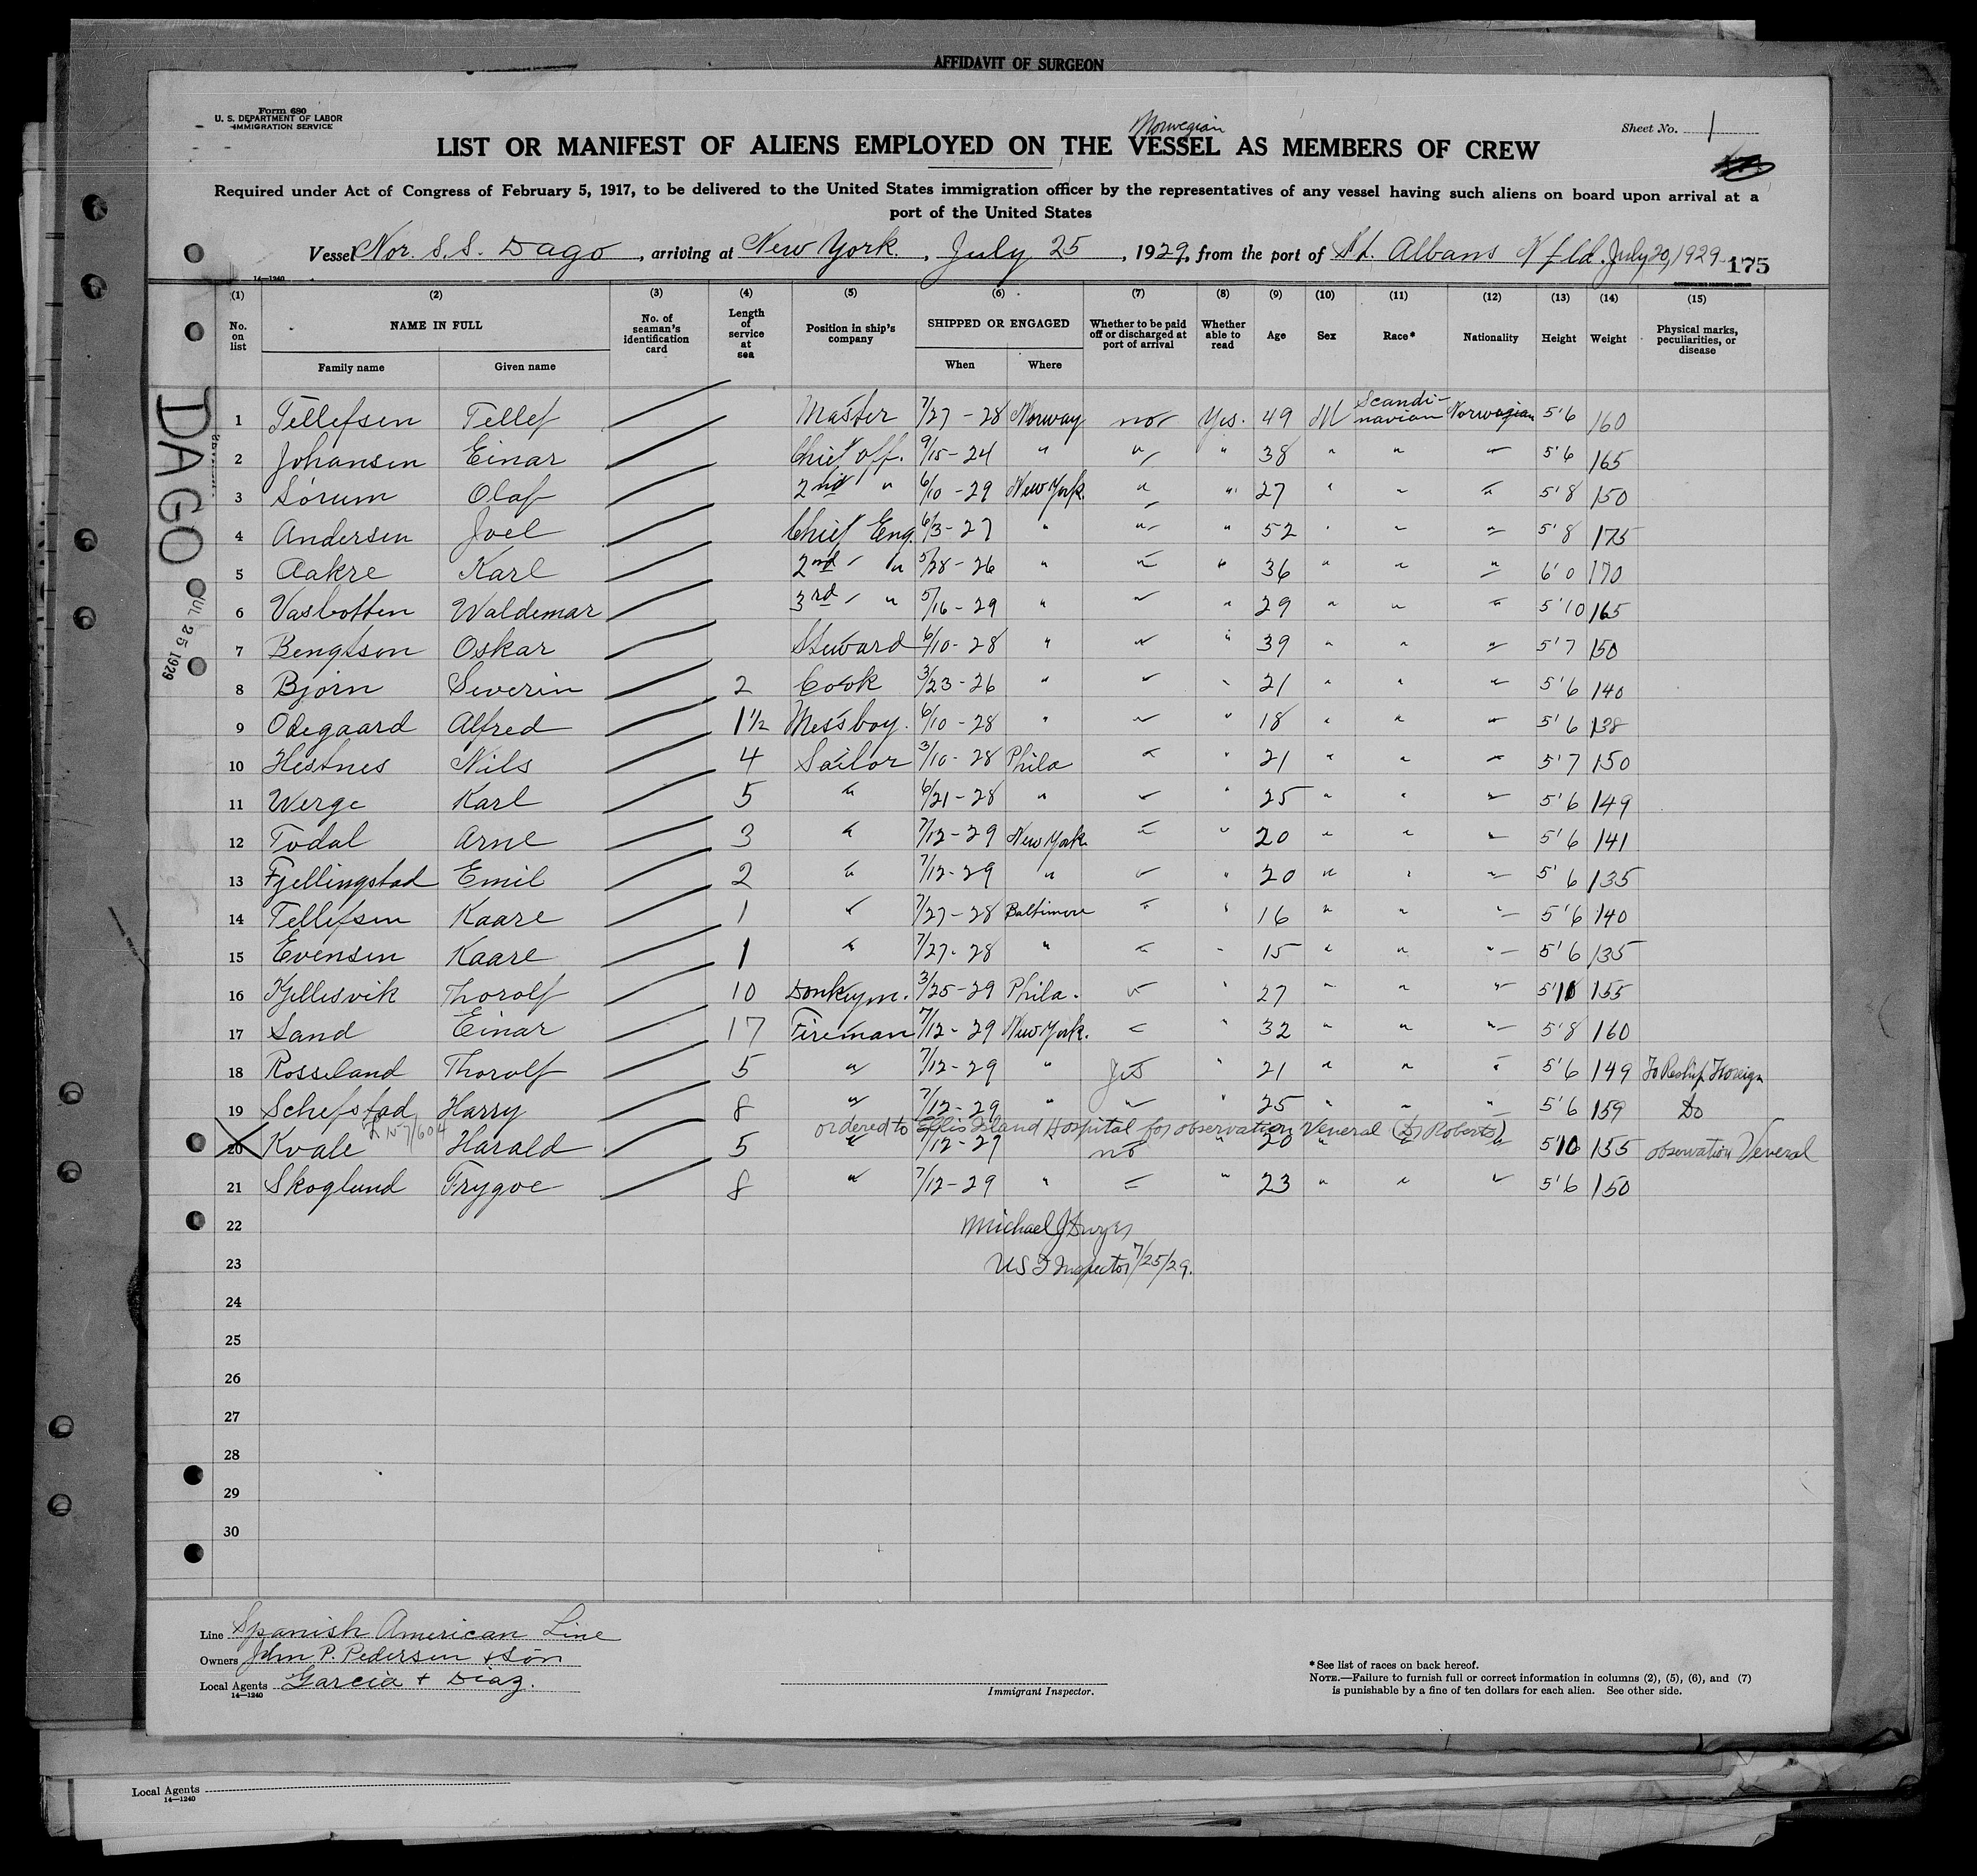 AFFIDAVIT OF SURGEON
Form 680
U. S. DEPARTMENT OF LABOR
IMMIGRATION SERVICE
Sheet No. 1
Norwegian
LIST OR MANIFEST OF ALIENS EMPLOYED ON THE VESSEL AS MEMBERS OF CREW
Required under Act of Congress of February 5, 1917, to be delivered to the United States immigration officer by the representatives of any vessel having such aliens on board upon arrival at a
port of the United States
Vessel Nor. S.S. Dago, arriving at New York, July 25, 1929, from the port of St. Albans Nfld. July 20, 1929
175
14—1240
(1) (2) (3) (4) (5) (6) (7) (8) (9) (10) (11) (12) (13) (14) (15)
No. on list NAME IN FULL No. of seaman's identification card Length of service at sea Position in ship's company SHIPPED OR ENGAGED Whether to be paid off or discharged at port of arrival Whether able to read Age Sex Race* Nationality Height Weight Physical marks, peculiarities, or disease
Family name Given name When Where
DAGO
JUL 25 1929
1 Tellefsen Tellef Master 7/27-28 Norway no Yes. 49 M Scandi-navian Norwegian 5'6 160
2 Johansen Einar Chief off. 9/15-24 " " " 38 " " " 5'6 165
3 Sorum Olaf 2nd " 6/10-29 New York " " 27 " " " 5'8 150
4 Andersen Joel Chief Eng. 6/3-27 " " " 52 " " " 5'8 175
5 Aakre Karl 2nd " 5/28-26 " " " 36 " " " 6'0 170
6 Vasbotten Waldemar 3rd " 5/16-29 " " " 29 " " " 5'10 165
7 Bengtson Oskar Steward 6/10-28 " " " 39 " " " 5'7 150
8 Bjorn Severin 2 Cook 3/23-26 " " " 21 " " " 5'6 140
9 Odegaard Alfred 1½ Messboy. 6/10-28 " " " 18 " " " 5'6 138
10 Hestnes Nils 4 Sailor 3/10-28 Phila " " 21 " " " 5'7 150
11 Werge Karl 5 " 6/21-28 " " " 25 " " " 5'6 149
12 Todal Arne 3 " 7/12-29 New York " " 20 " " " 5'6 141
13 Fjellingstad Emil 2 " 7/12-29 " " " 20 " " " 5'6 135
14 Tellefsen Kaare 1 " 7/27-28 Baltimore " " 16 " " " 5'6 140
15 Evensen Kaare 1 " 7/27-28 " " " 15 " " " 5'6 135
16 Kjellesvik Thorolf 10 Donkeym. 3/25-29 Phila. " " 27 " " " 5'10 155
17 Sand Einar 17 Fireman 7/12-29 New York. " " 32 " " " 5'8 160
18 Rosseland Thorolf 5 " 7/12-29 " yes " 21 " " " 5'6 149 To Reship Foreign
19 Schefstad Harry 8 " 7/12-29 " " " 25 " " " 5'6 159 Do
ordered to Ellis Island Hospital for observation Veneral (Dr Roberts)
20 Kvale Harald 5 " 7/12-29 no " 20 " " " 5'10 155 observation Veneral
21 Skoglund Trygve 8 " 7/12-29 " " " 23 " " " 5'6 150
22 Michael J Dwyer
23 US I Inspector 7/25/29.
24
25
26
27
28
29
30
Line Spanish American Line
Owners John P. Pedersen & Son
Local Agents Garcia & Diaz.
14—1240
Immigrant Inspector.
*See list of races on back hereof.
NOTE.—Failure to furnish full or correct information in columns (2), (5), (6), and (7)
is punishable by a fine of ten dollars for each alien. See other side.
Local Agents
14—1240